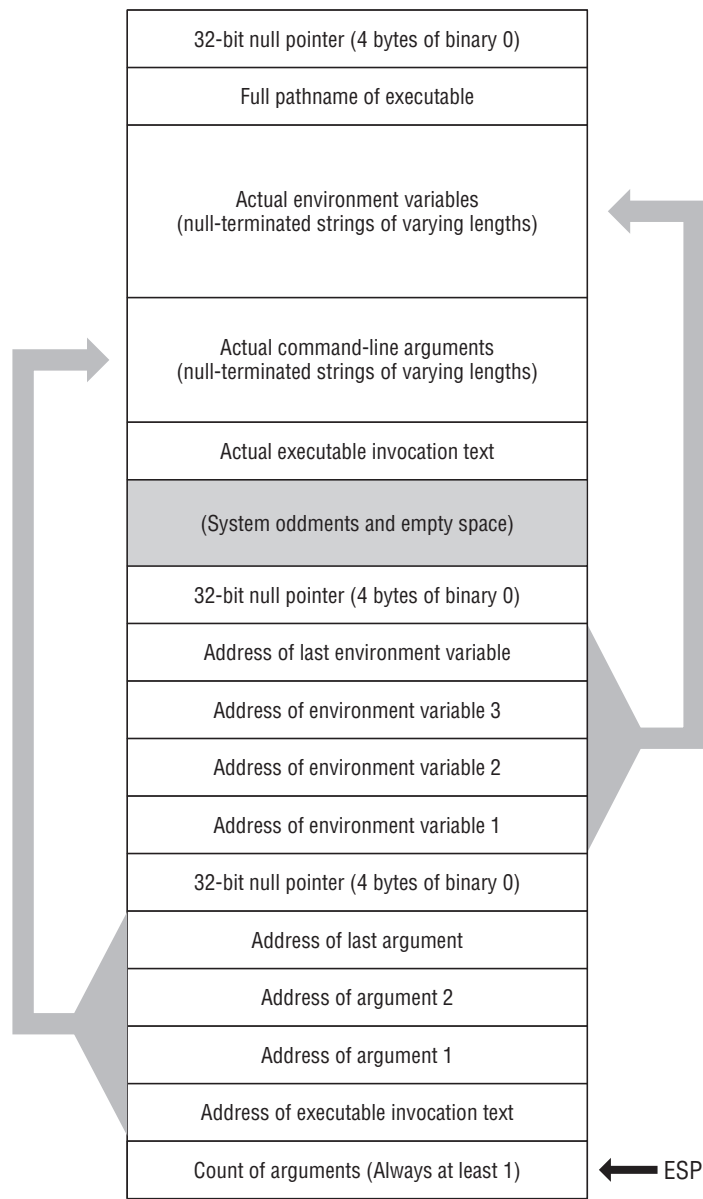 32-bit null pointer (4 bytes of binary 0)
Full pathname of executable
Actual environment variables
(null-terminated strings of varying lengths)
Actual command-line arguments
(null-terminated strings of varying lengths)
Actual executable invocation text
(System oddments and empty space)
32-bit null pointer (4 bytes of binary 0)
Address of last environment variable
Address of environment variable 3
Address of environment variable 2
Address of environment variable 1
32-bit null pointer (4 bytes of binary 0)
Address of last argument
Address of argument 2
Address of argument 1
Address of executable invocation text
Count of arguments (Always at least 1)
ESP